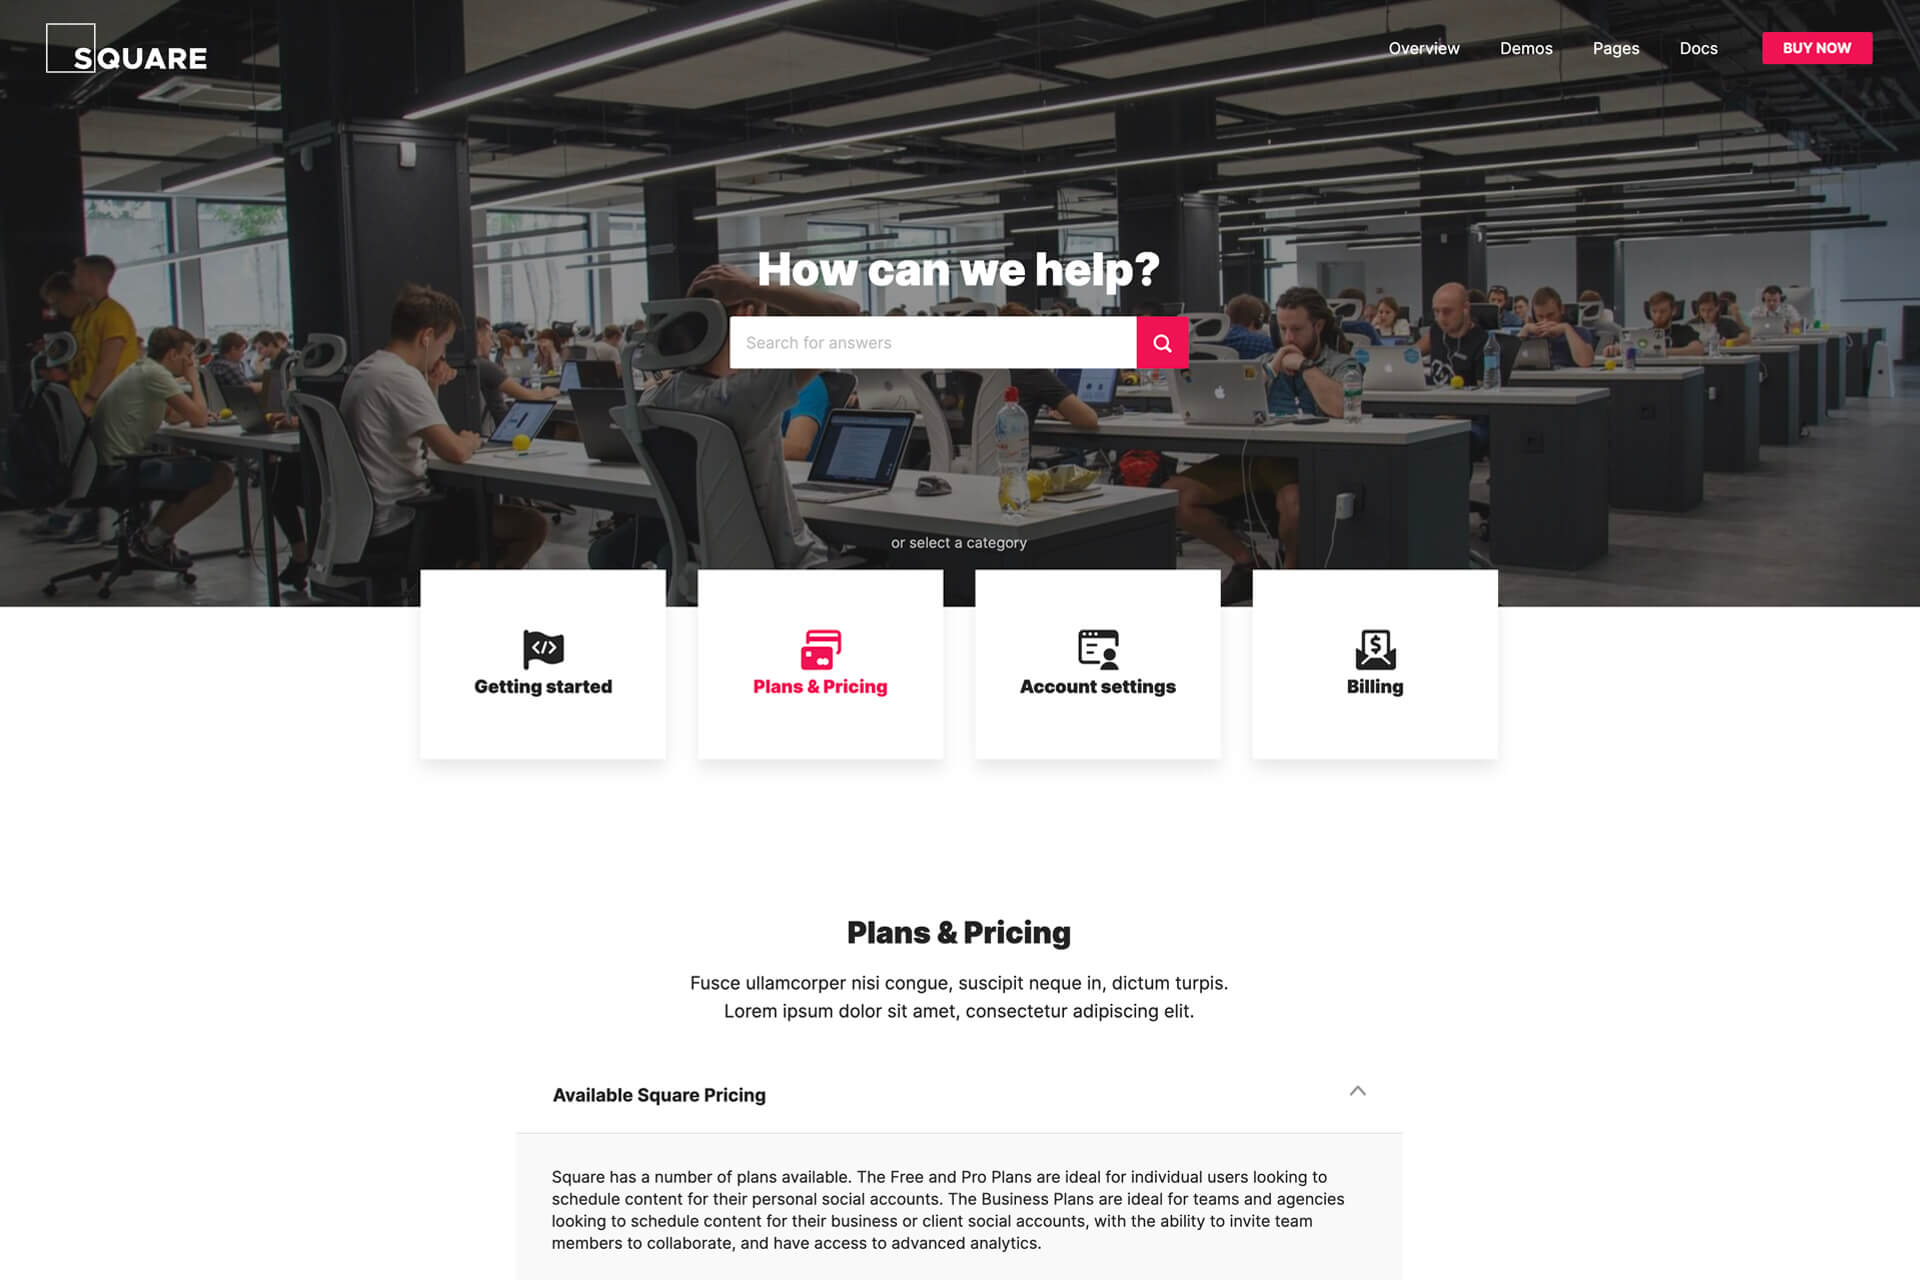 SQUARE
Overview Demos Pages Docs BUY NOW
How can we help?
Search for answers
or select a category
Getting started
Plans & Pricing
Account settings
Billing
Plans & Pricing
Fusce ullamcorper nisi congue, suscipit neque in, dictum turpis.
Lorem ipsum dolor sit amet, consectetur adipiscing elit.
Available Square Pricing
Square has a number of plans available. The Free and Pro Plans are ideal for individual users looking to
schedule content for their personal social accounts. The Business Plans are ideal for teams and agencies
looking to schedule content for their business or client social accounts, with the ability to invite team
members to collaborate, and have access to advanced analytics.